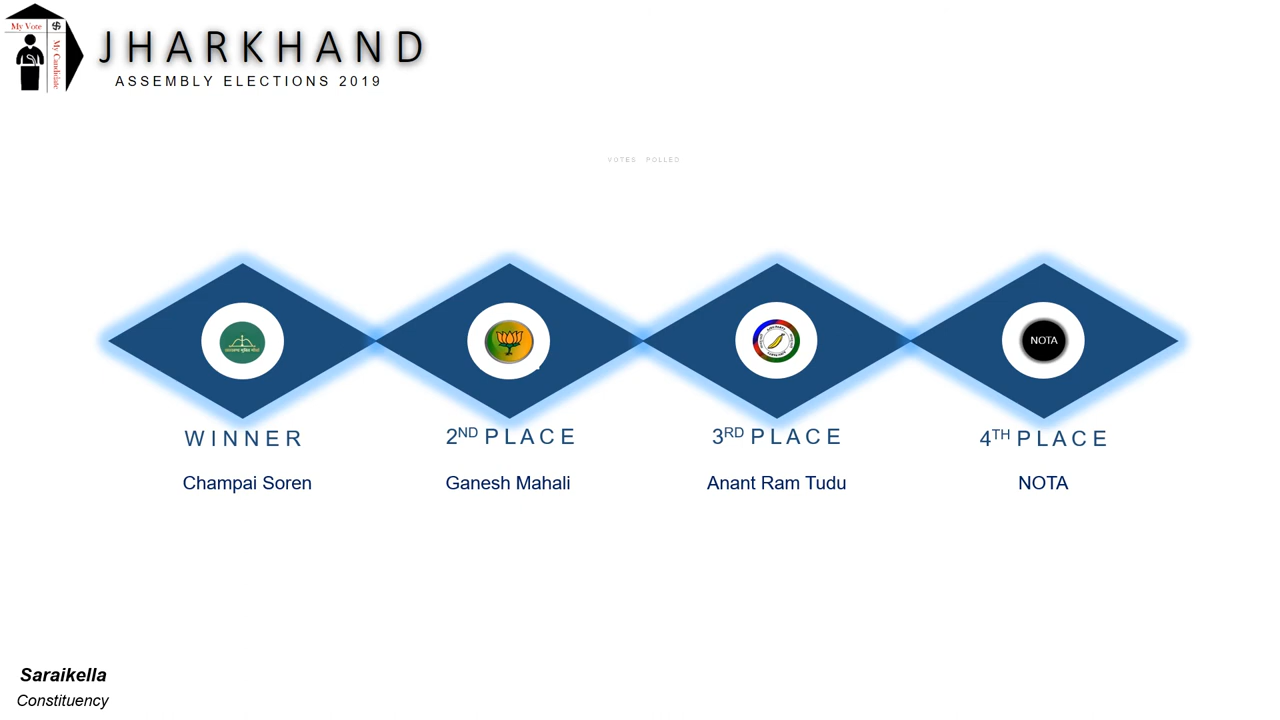 My Vote
My Candidate
JHARKHAND
ASSEMBLY ELECTIONS 2019
VOTES POLLED
NOTA
WINNER
2ND PLACE
3RD PLACE
4TH PLACE
Champai Soren
Ganesh Mahali
Anant Ram Tudu
NOTA
Saraikella
Constituency